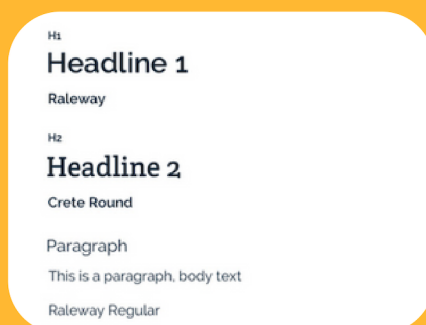 H1
Headline 1
Raleway
H2
Headline 2
Crete Round
Paragraph
This is a paragraph, body text
Raleway Regular